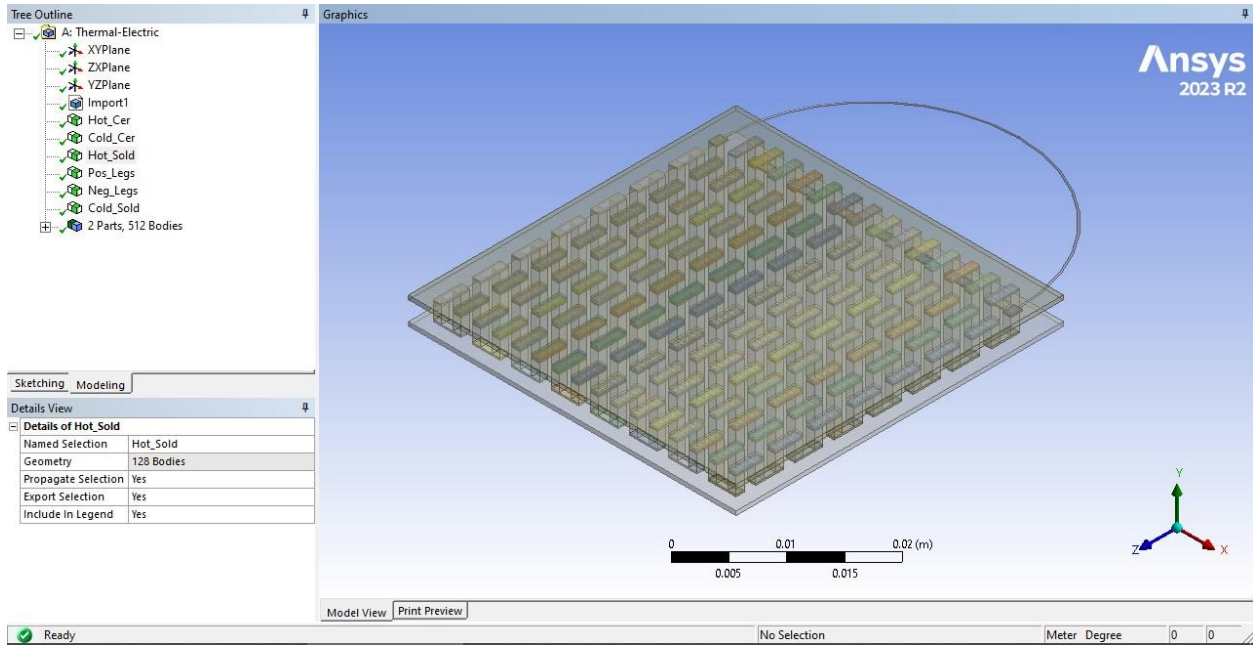 Tree Outline
A: Thermal-Electric
XYPlane
ZXPlane
YZPlane
Import1
Hot_Cer
Cold_Cer
Hot_Sold
Pos_Legs
Neg_Legs
Cold_Sold
2 Parts, 512 Bodies
Sketching Modeling
Details View
Details of Hot_Sold
Named Selection Hot_Sold
Geometry 128 Bodies
Propagate Selection Yes
Export Selection Yes
Include In Legend Yes
Graphics
Ansys
2023 R2
0 0.01 0.02 (m)
0.005 0.015
Y
Z X
Model View Print Preview
Ready No Selection Meter Degree 0 0